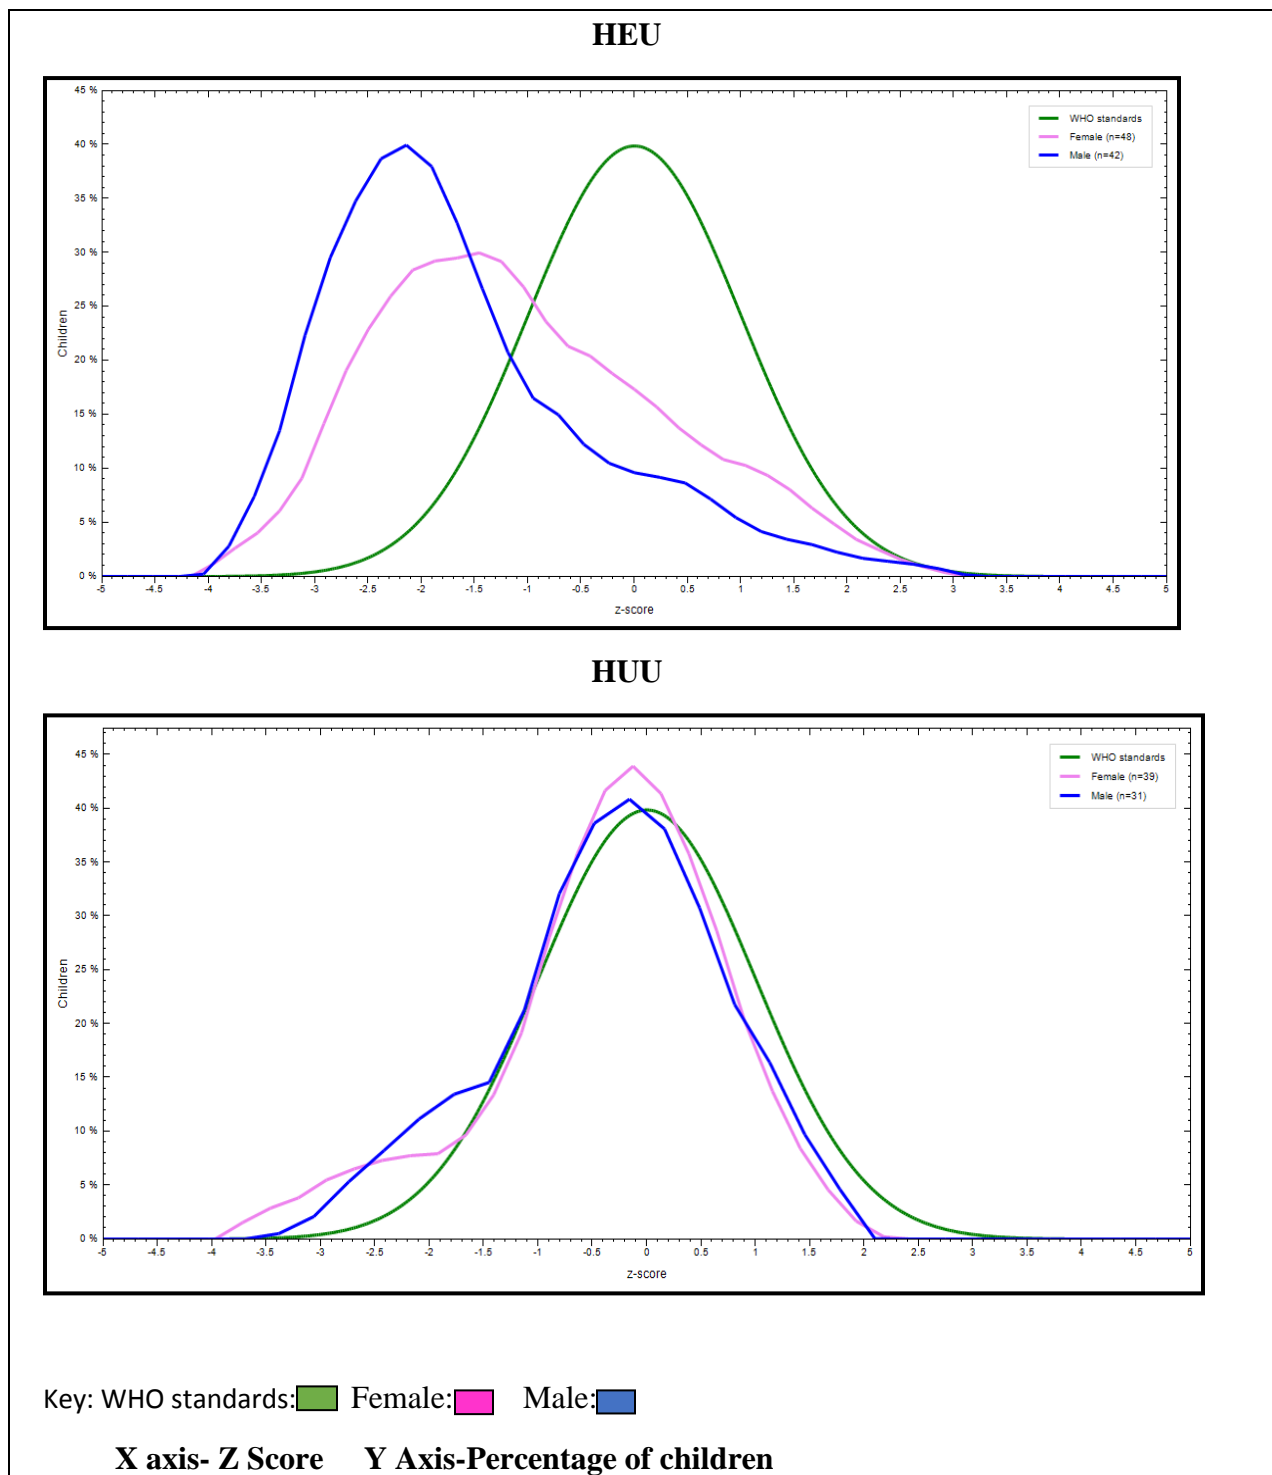 HEU
45 %
40 %
35 %
30 %
25 %
20 %
15 %
10 %
5 %
0 %
Children
WHO standards
Female (n=48)
Male (n=42)
-5 -4.5 -4 -3.5 -3 -2.5 -2 -1.5 -1 -0.5 0 0.5 1 1.5 2 2.5 3 3.5 4 4.5 5
z-score
HUU
45 %
40 %
35 %
30 %
25 %
20 %
15 %
10 %
5 %
0 %
Children
WHO standards
Female (n=39)
Male (n=31)
-5 -4.5 -4 -3.5 -3 -2.5 -2 -1.5 -1 -0.5 0 0.5 1 1.5 2 2.5 3 3.5 4 4.5 5
z-score
Key: WHO standards: Female: Male:
X axis- Z Score Y Axis-Percentage of children